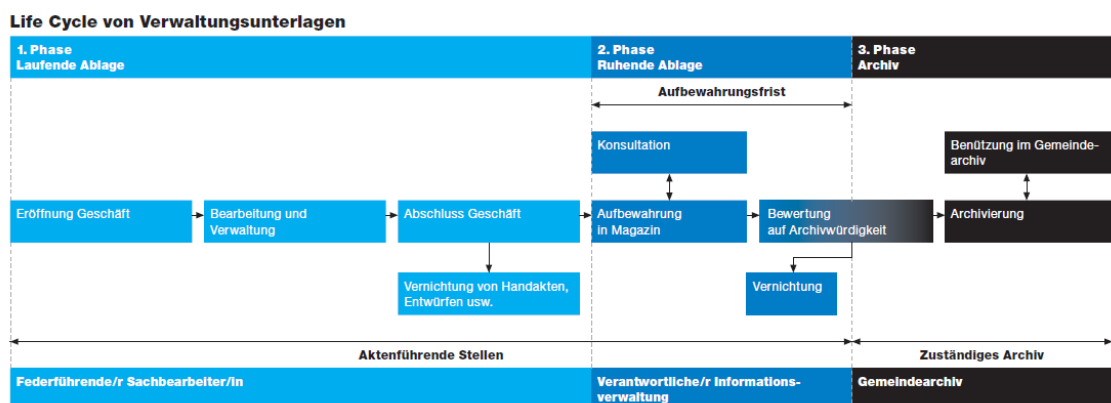 Life Cycle von Verwaltungsunterlagen
1. Phase
Laufende Ablage
2. Phase
Ruhende Ablage
3. Phase
Archiv
Aufbewahrungsfrist
Konsultation
Benützung im Gemeinde-
archiv
Eröffnung Geschäft
Bearbeitung und
Verwaltung
Abschluss Geschäft
Aufbewahrung
in Magazin
Bewertung
auf Archivwürdigkeit
Archivierung
Vernichtung von Handakten,
Entwürfen usw.
Vernichtung
Aktenführende Stellen
Zuständiges Archiv
Federführende/r Sachbearbeiter/in
Verantwortliche/r Informations-
verwaltung
Gemeindearchiv